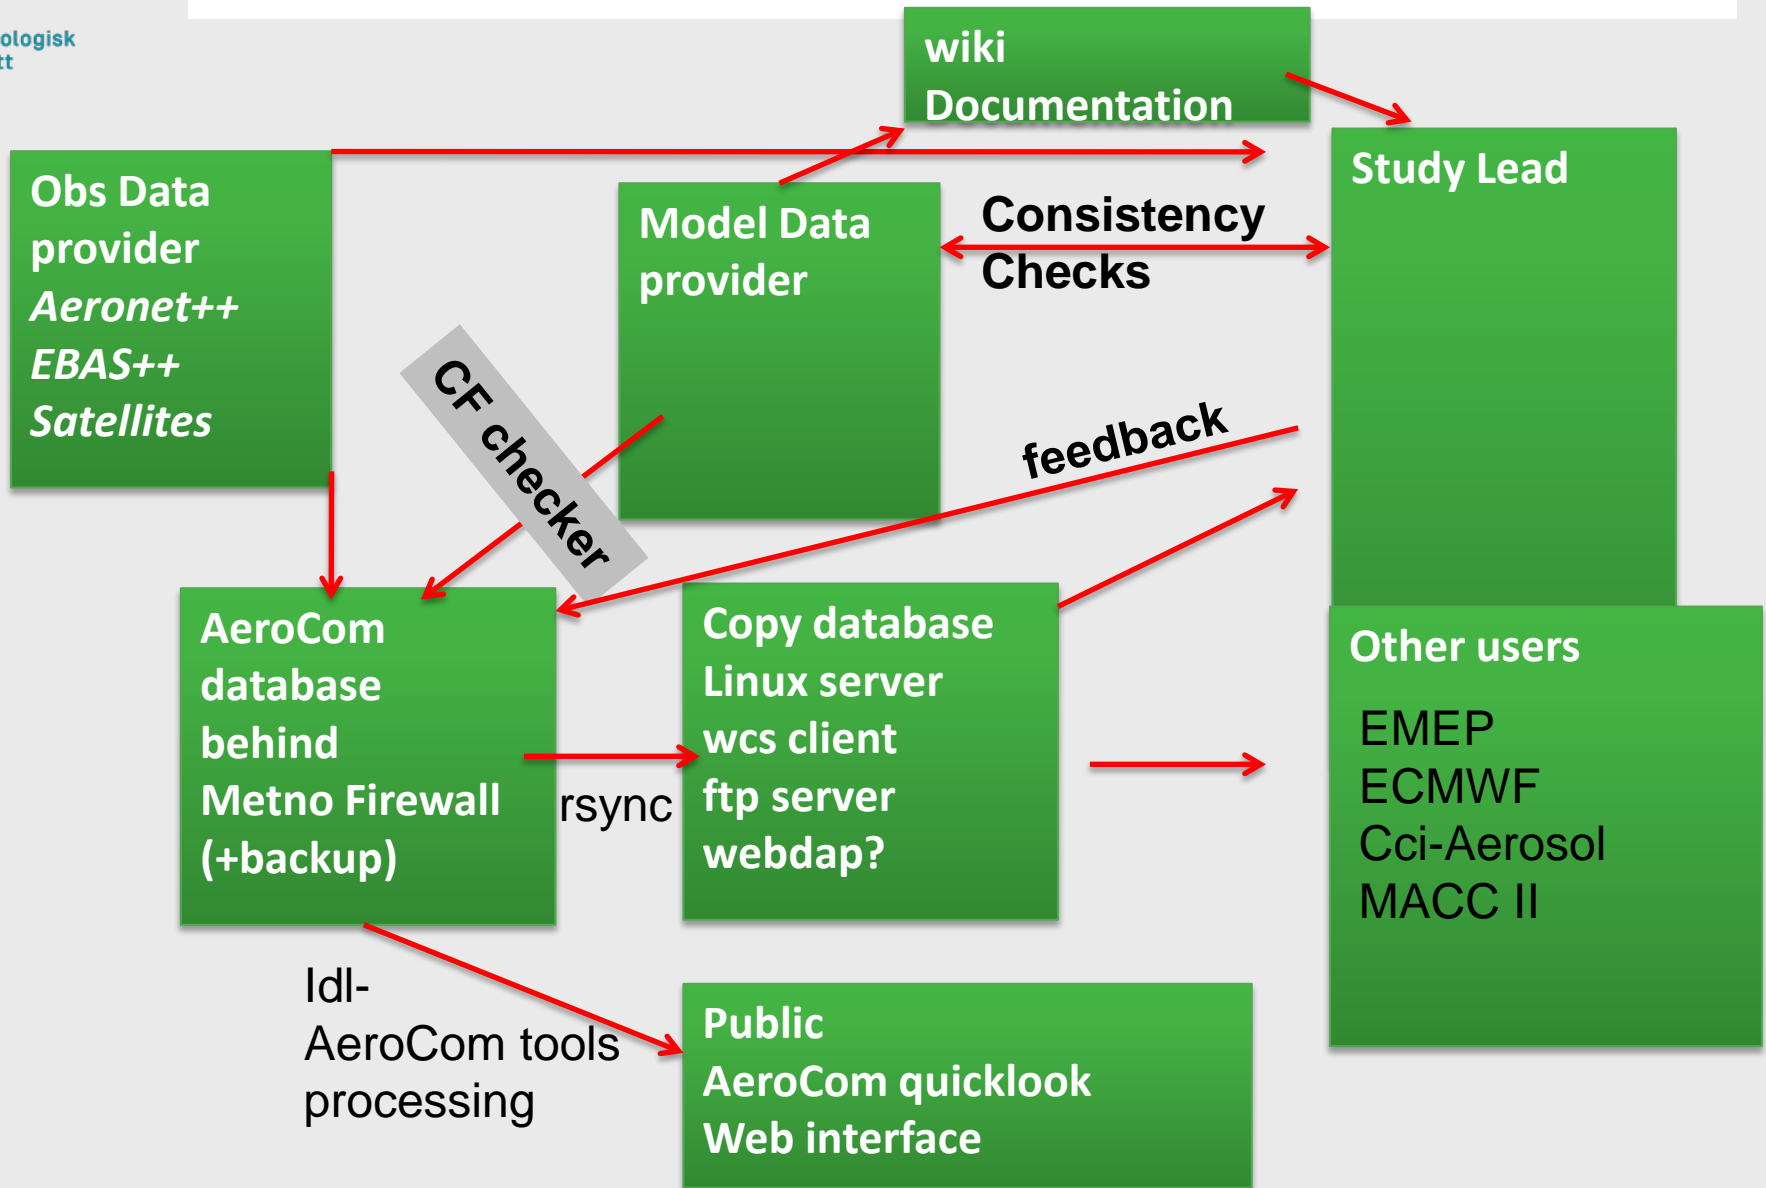 ologisk
tt
wiki
Documentation
Obs Data
provider
Aeronet++
EBAS++
Satellites
Model Data
provider
Consistency
Checks
Study Lead
CF checker
feedback
AeroCom
database
behind
Metno Firewall
(+backup)
rsync
Copy database
Linux server
wcs client
ftp server
webdap?
Other users
EMEP
ECMWF
Cci-Aerosol
MACC II
Idl-
AeroCom tools
processing
Public
AeroCom quicklook
Web interface